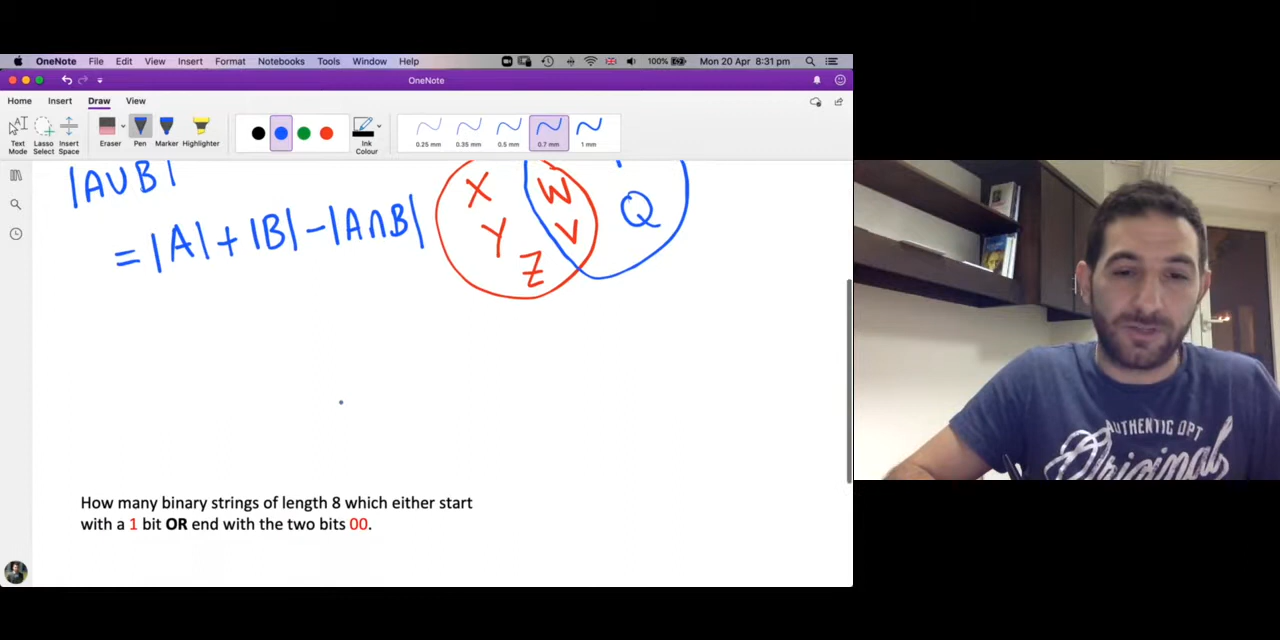 OneNote File Edit View Insert Format Notebooks Tools Window Help 100% Mon 20 Apr 8:31 pm
OneNote
Home Insert Draw View
Text Mode Lasso Select Insert Space Eraser Pen Marker Highlighter Ink Colour 0.25 mm 0.35 mm 0.5 mm 0.7 mm 1 mm
|A∪B|
= |A| + |B| - |A∩B|
X W
Y V Q
Z
How many binary strings of length 8 which either start
with a 1 bit OR end with the two bits 00.
AUTHENTIC OPT
Original